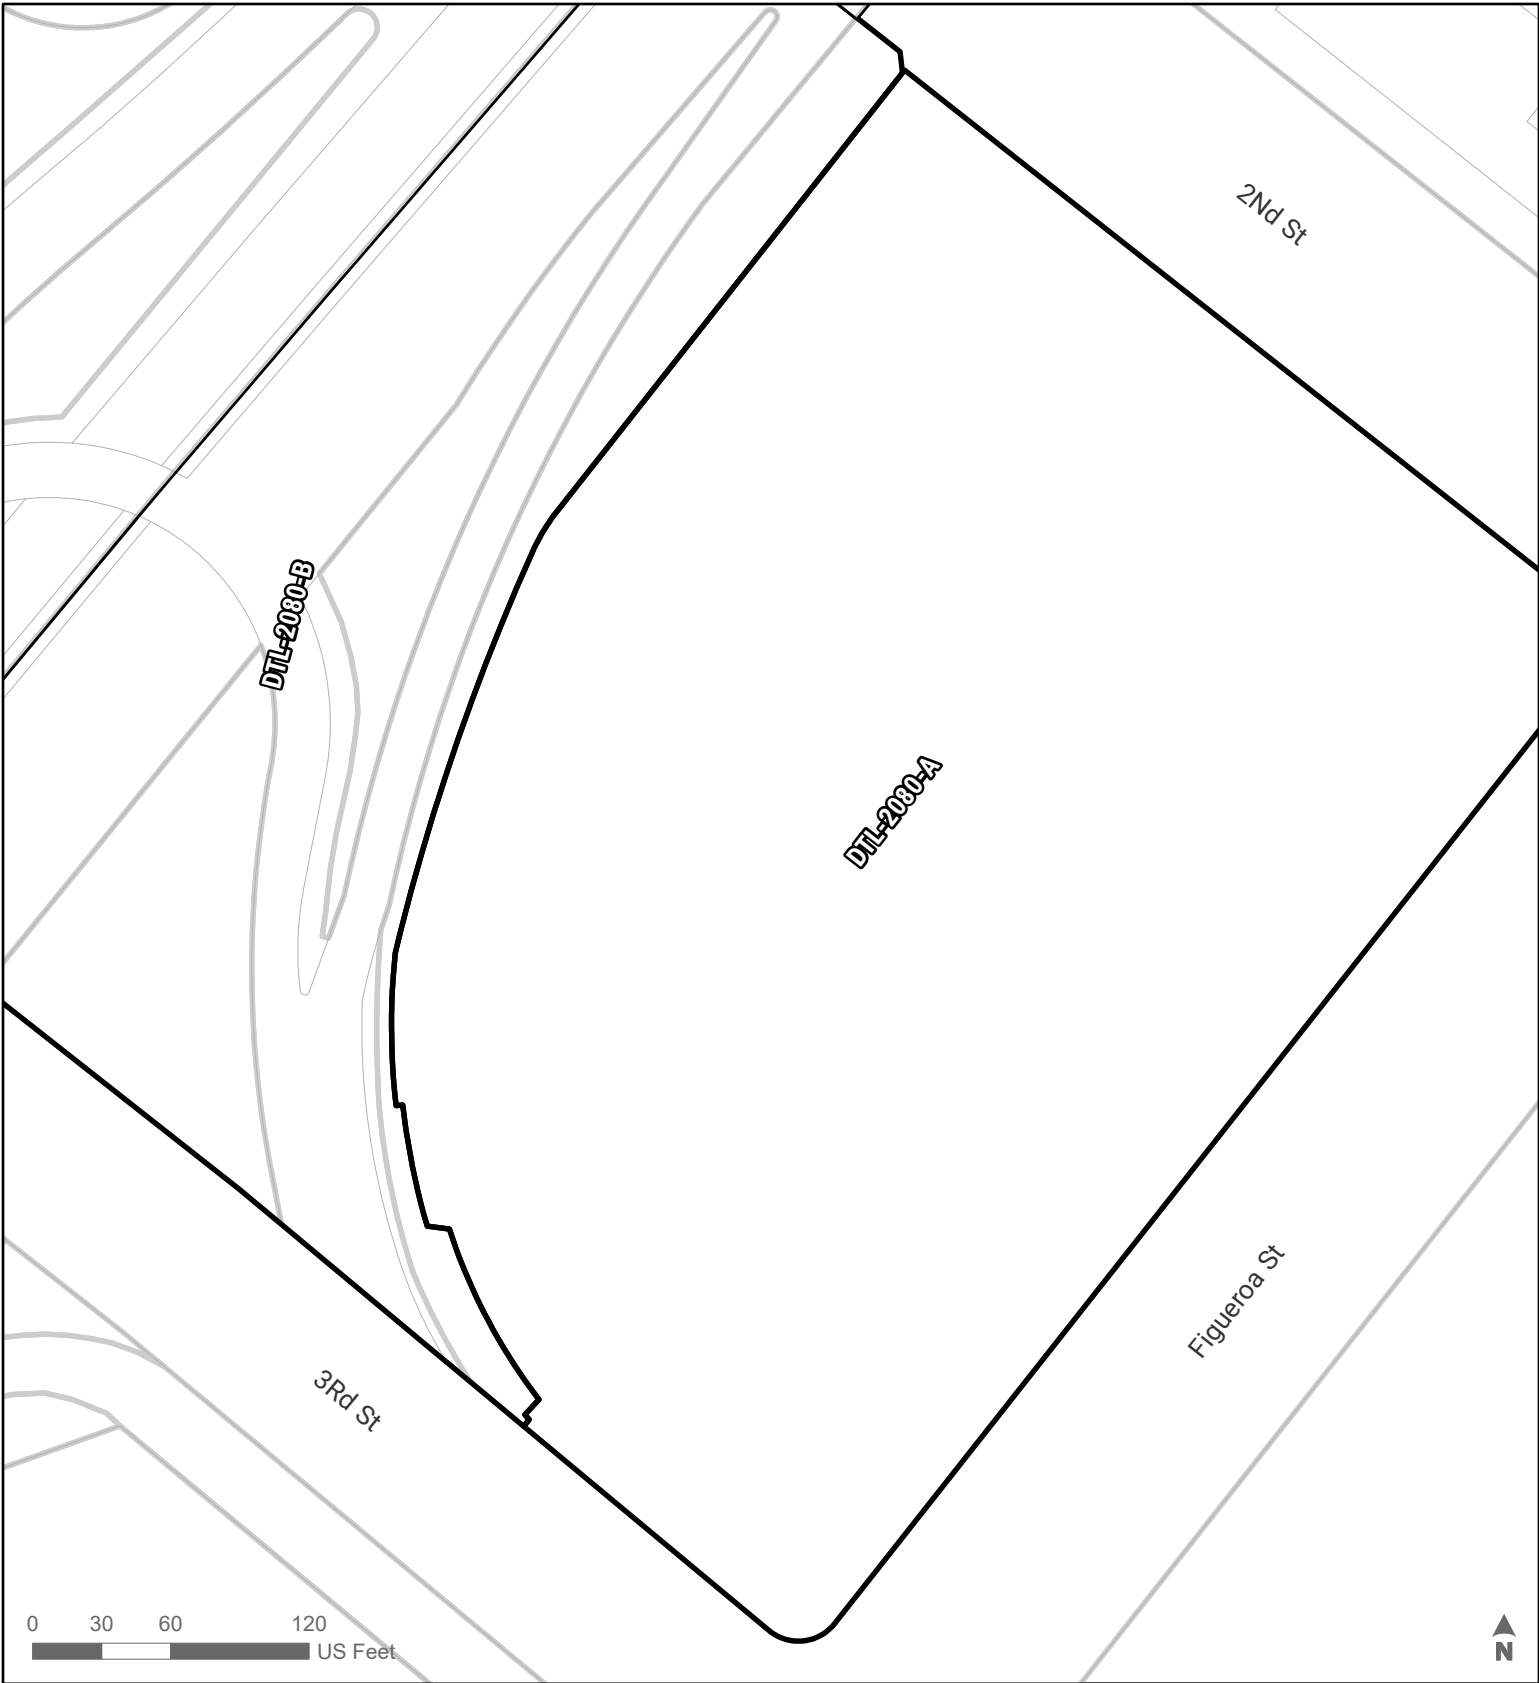 2Nd St
DTL-2080-B
DTL-2080-A
Figueroa St
3Rd St
0 30 60 120
US Feet
N